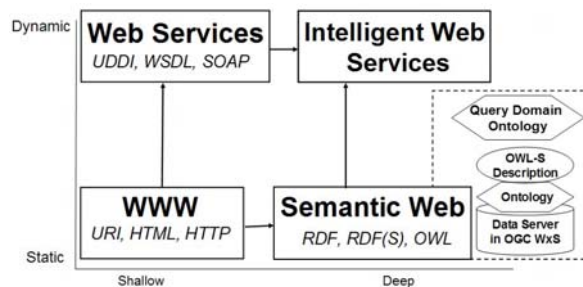 Dynamic
Web Services
UDDI, WSDL, SOAP
Intelligent Web
Services
Query Domain
Ontology
OWL-S
Description
Ontology
Data Server
in OGC WxS
WWW
URI, HTML, HTTP
Semantic Web
RDF, RDF(S), OWL
Static
Shallow
Deep